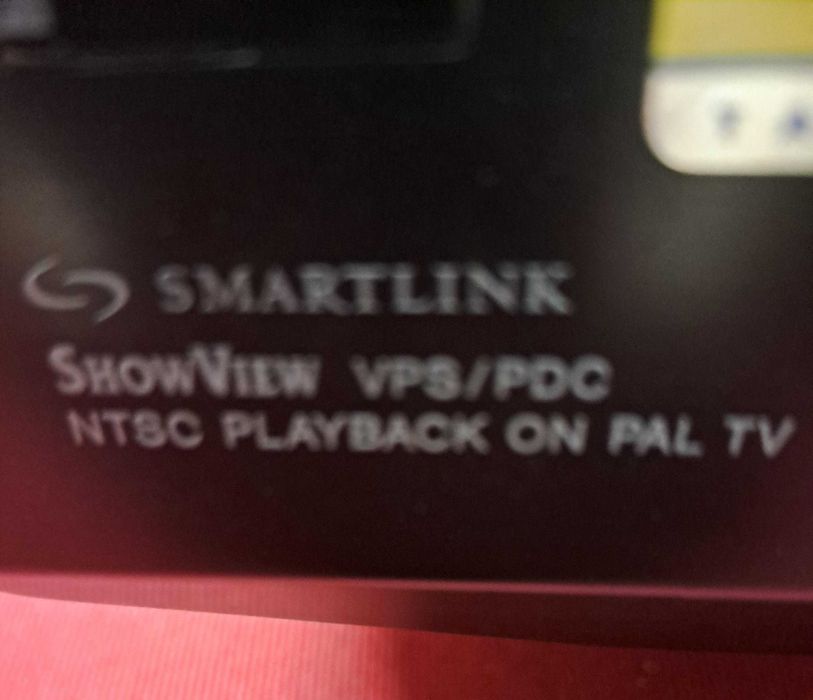 SMARTLINK
SHOWVIEW VPS/PDC
NTSC PLAYBACK ON PAL TV